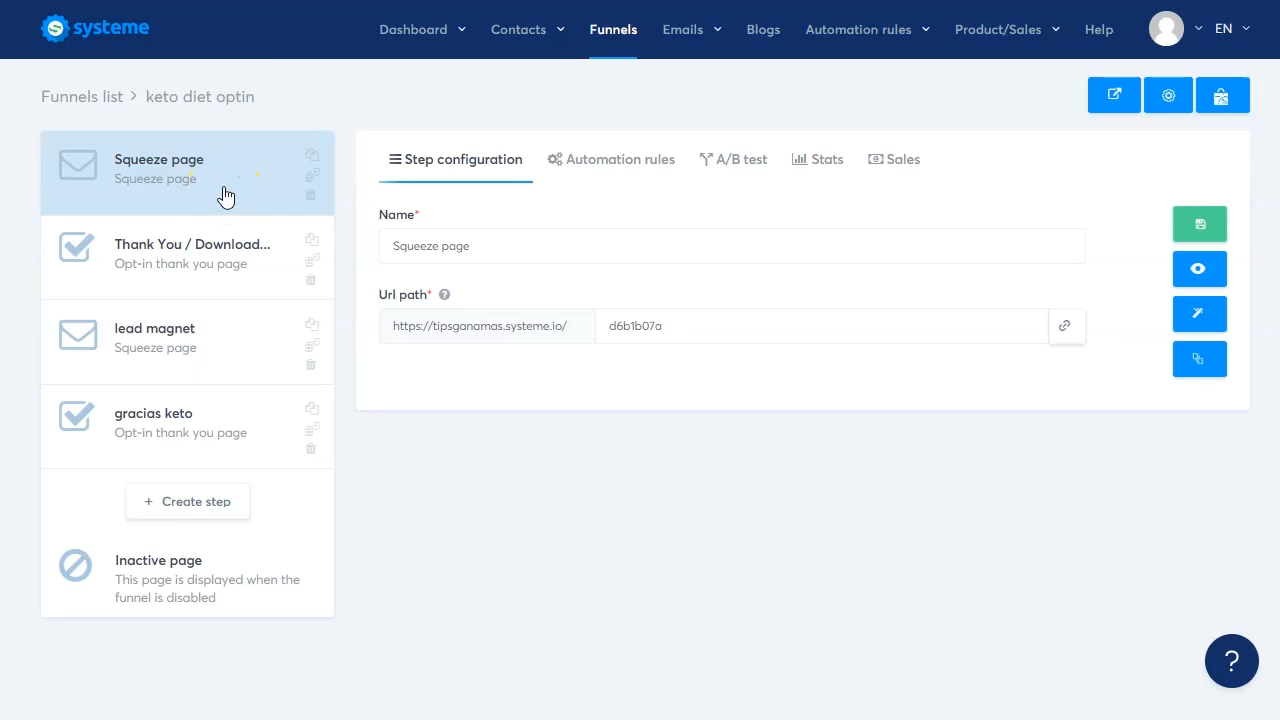 systeme
Dashboard Contacts Funnels Emails Blogs Automation rules Product/Sales Help EN
Funnels list > keto diet optin
Squeeze page
Squeeze page
Thank You / Download...
Opt-in thank you page
lead magnet
Squeeze page
gracias keto
Opt-in thank you page
+ Create step
Inactive page
This page is displayed when the
funnel is disabled
Step configuration Automation rules A/B test Stats Sales
Name*
Squeeze page
Url path* ?
https://tipsganamas.systeme.io/ d6b1b07a
?